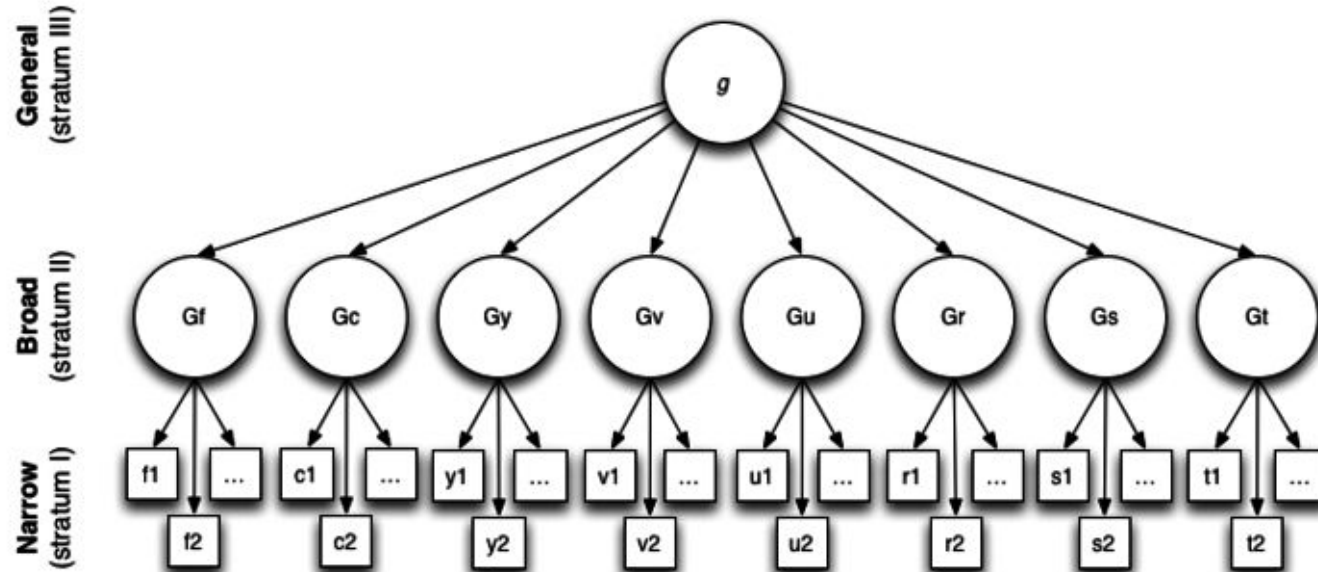 General
(stratum III)
g
Broad
(stratum II)
Gf Gc Gy Gv Gu Gr Gs Gt
Narrow
(stratum I)
f1 ... c1 ... y1 ... v1 ... u1 ... r1 ... s1 ... t1 ...
f2 c2 y2 v2 u2 r2 s2 t2